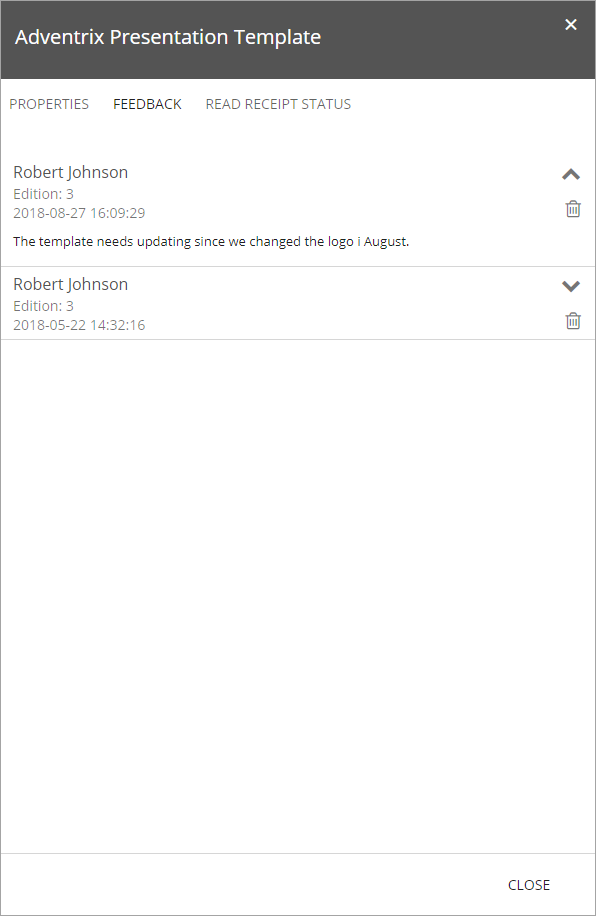 Adventrix Presentation Template
PROPERTIES FEEDBACK READ RECEIPT STATUS
Robert Johnson
Edition: 3
2018-08-27 16:09:29
The template needs updating since we changed the logo i August.
Robert Johnson
Edition: 3
2018-05-22 14:32:16
CLOSE